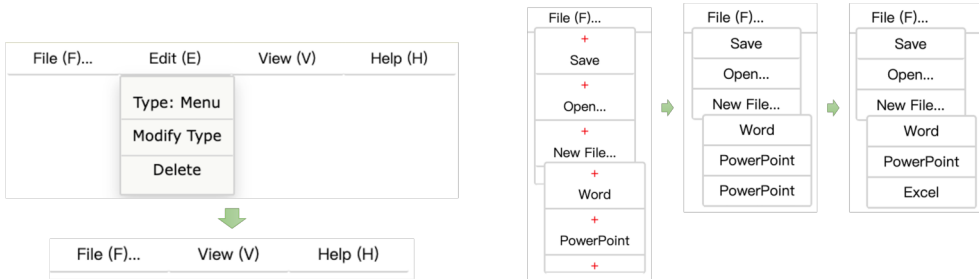 File (F)... Edit (E) View (V) Help (H)
Type: Menu
Modify Type
Delete
File (F)... View (V) Help (H)
File (F)...
+
Save
+
Open...
+
New File...
+
Word
+
PowerPoint
+
File (F)...
Save
Open...
New File...
Word
PowerPoint
PowerPoint
File (F)...
Save
Open...
New File...
Word
PowerPoint
Excel